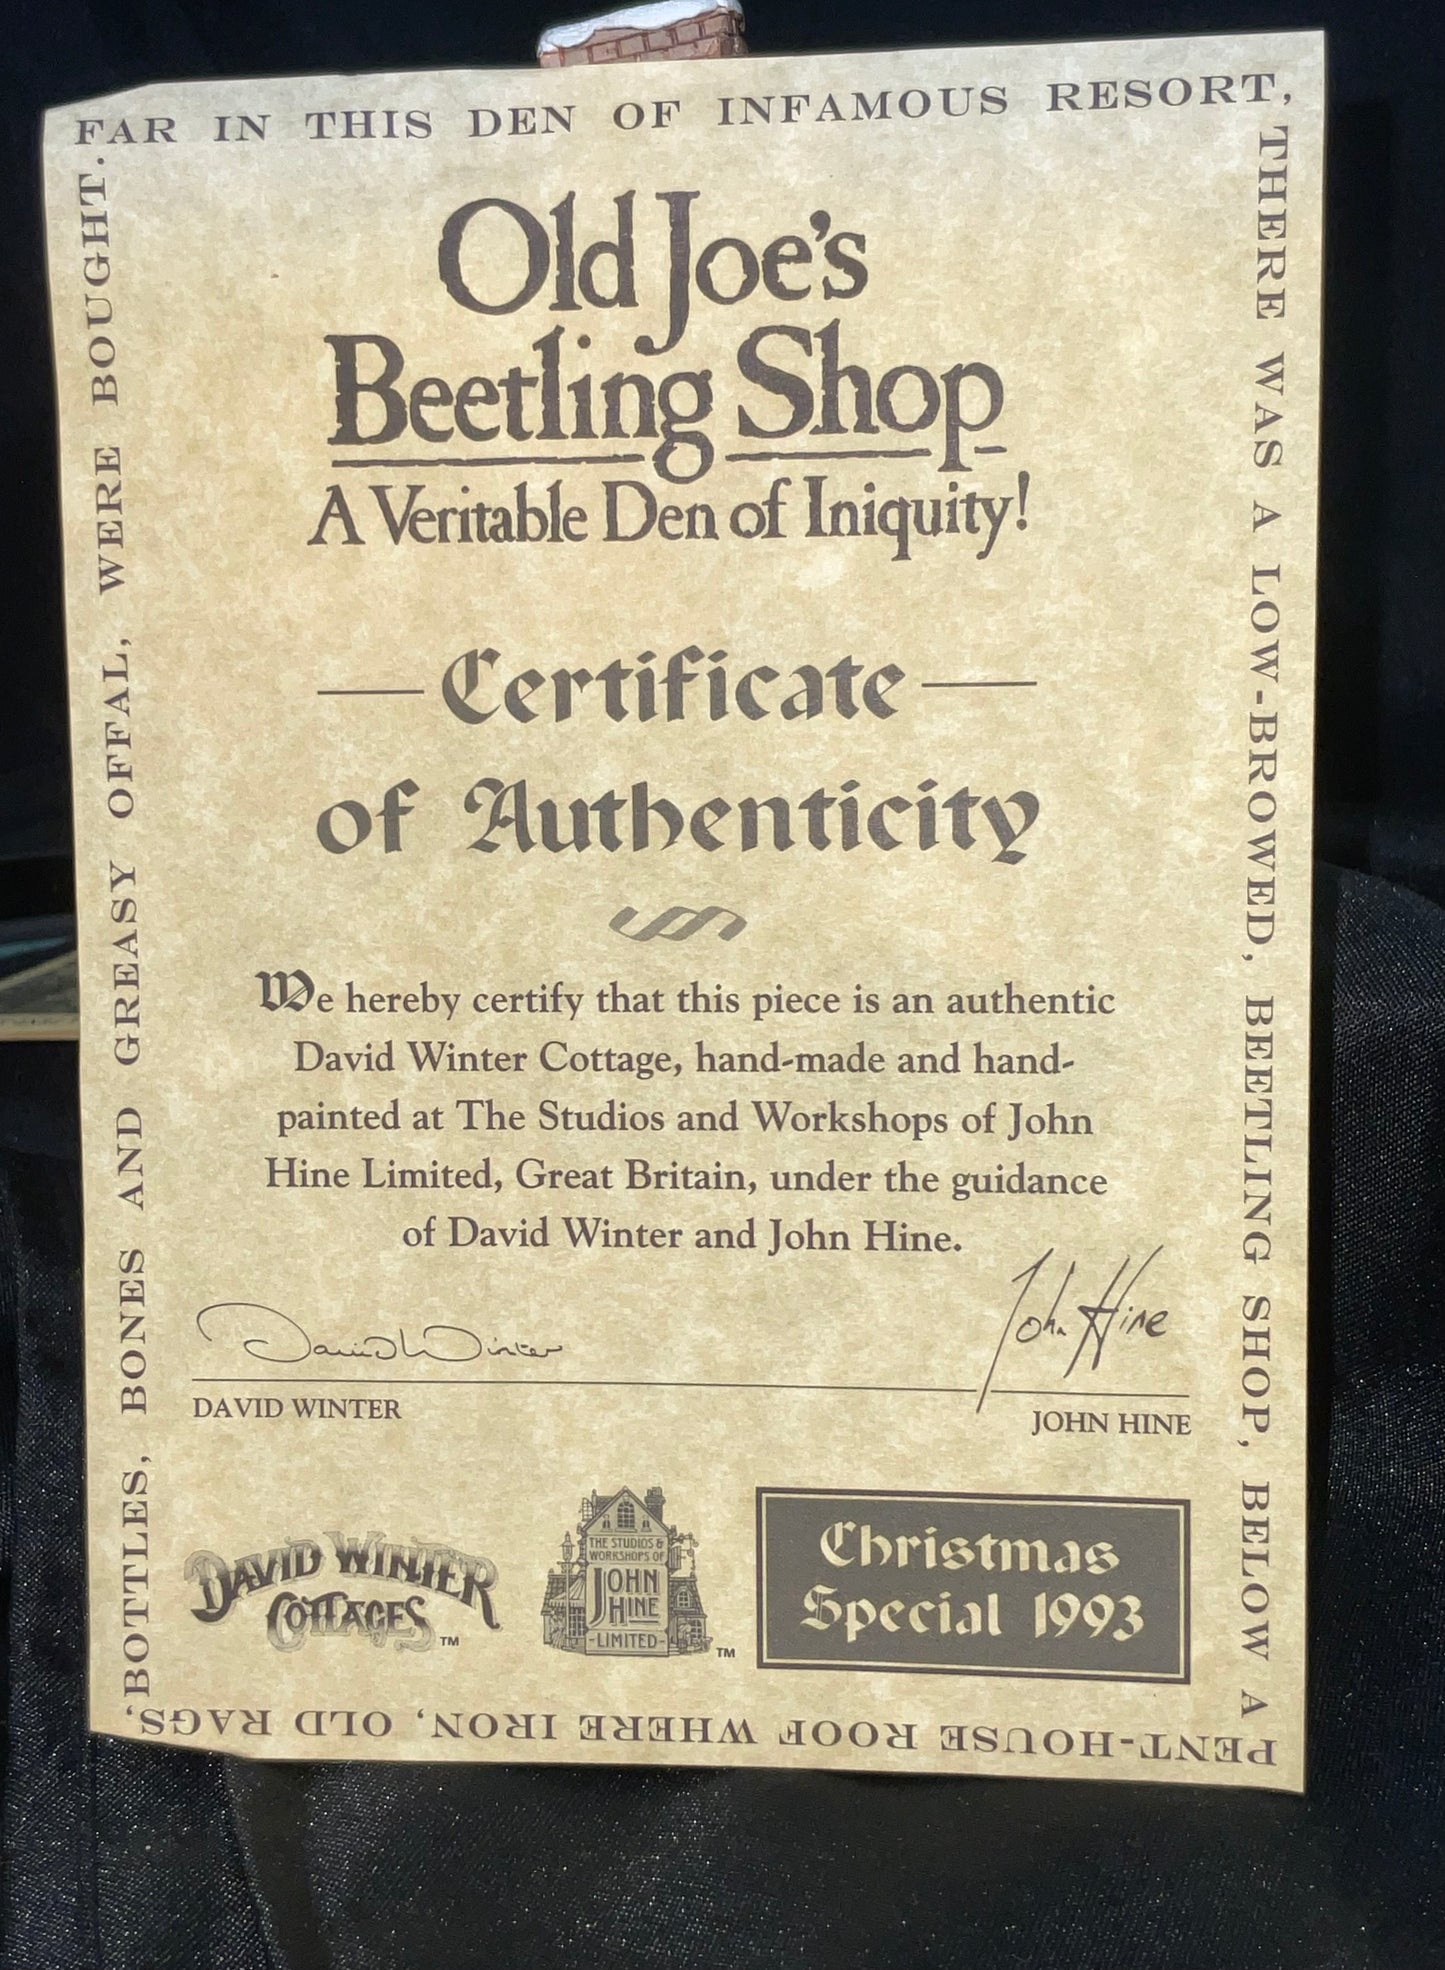 FAR IN THIS DEN OF INFAMOUS RESORT,
THERE WAS A LOW-BROWED, BEETLING SHOP, BELOW A
PENT-HOUSE ROOF WHERE IRON, OLD RAGS,
BOTTLES, BONES AND GREASY OFFAL, WERE BOUGHT.
Old Joe's
Beetling Shop
A Veritable Den of Iniquity!
Certificate
of Authenticity
We hereby certify that this piece is an authentic
David Winter Cottage, hand-made and hand-
painted at The Studios and Workshops of John
Hine Limited, Great Britain, under the guidance
of David Winter and John Hine.
David Winter
John Hine
DAVID WINTER
JOHN HINE
DAVID WINTER
COTTAGES TM
THE STUDIOS &
WORKSHOPS OF
JOHN
HINE
-LIMITED- TM
Christmas
Special 1993